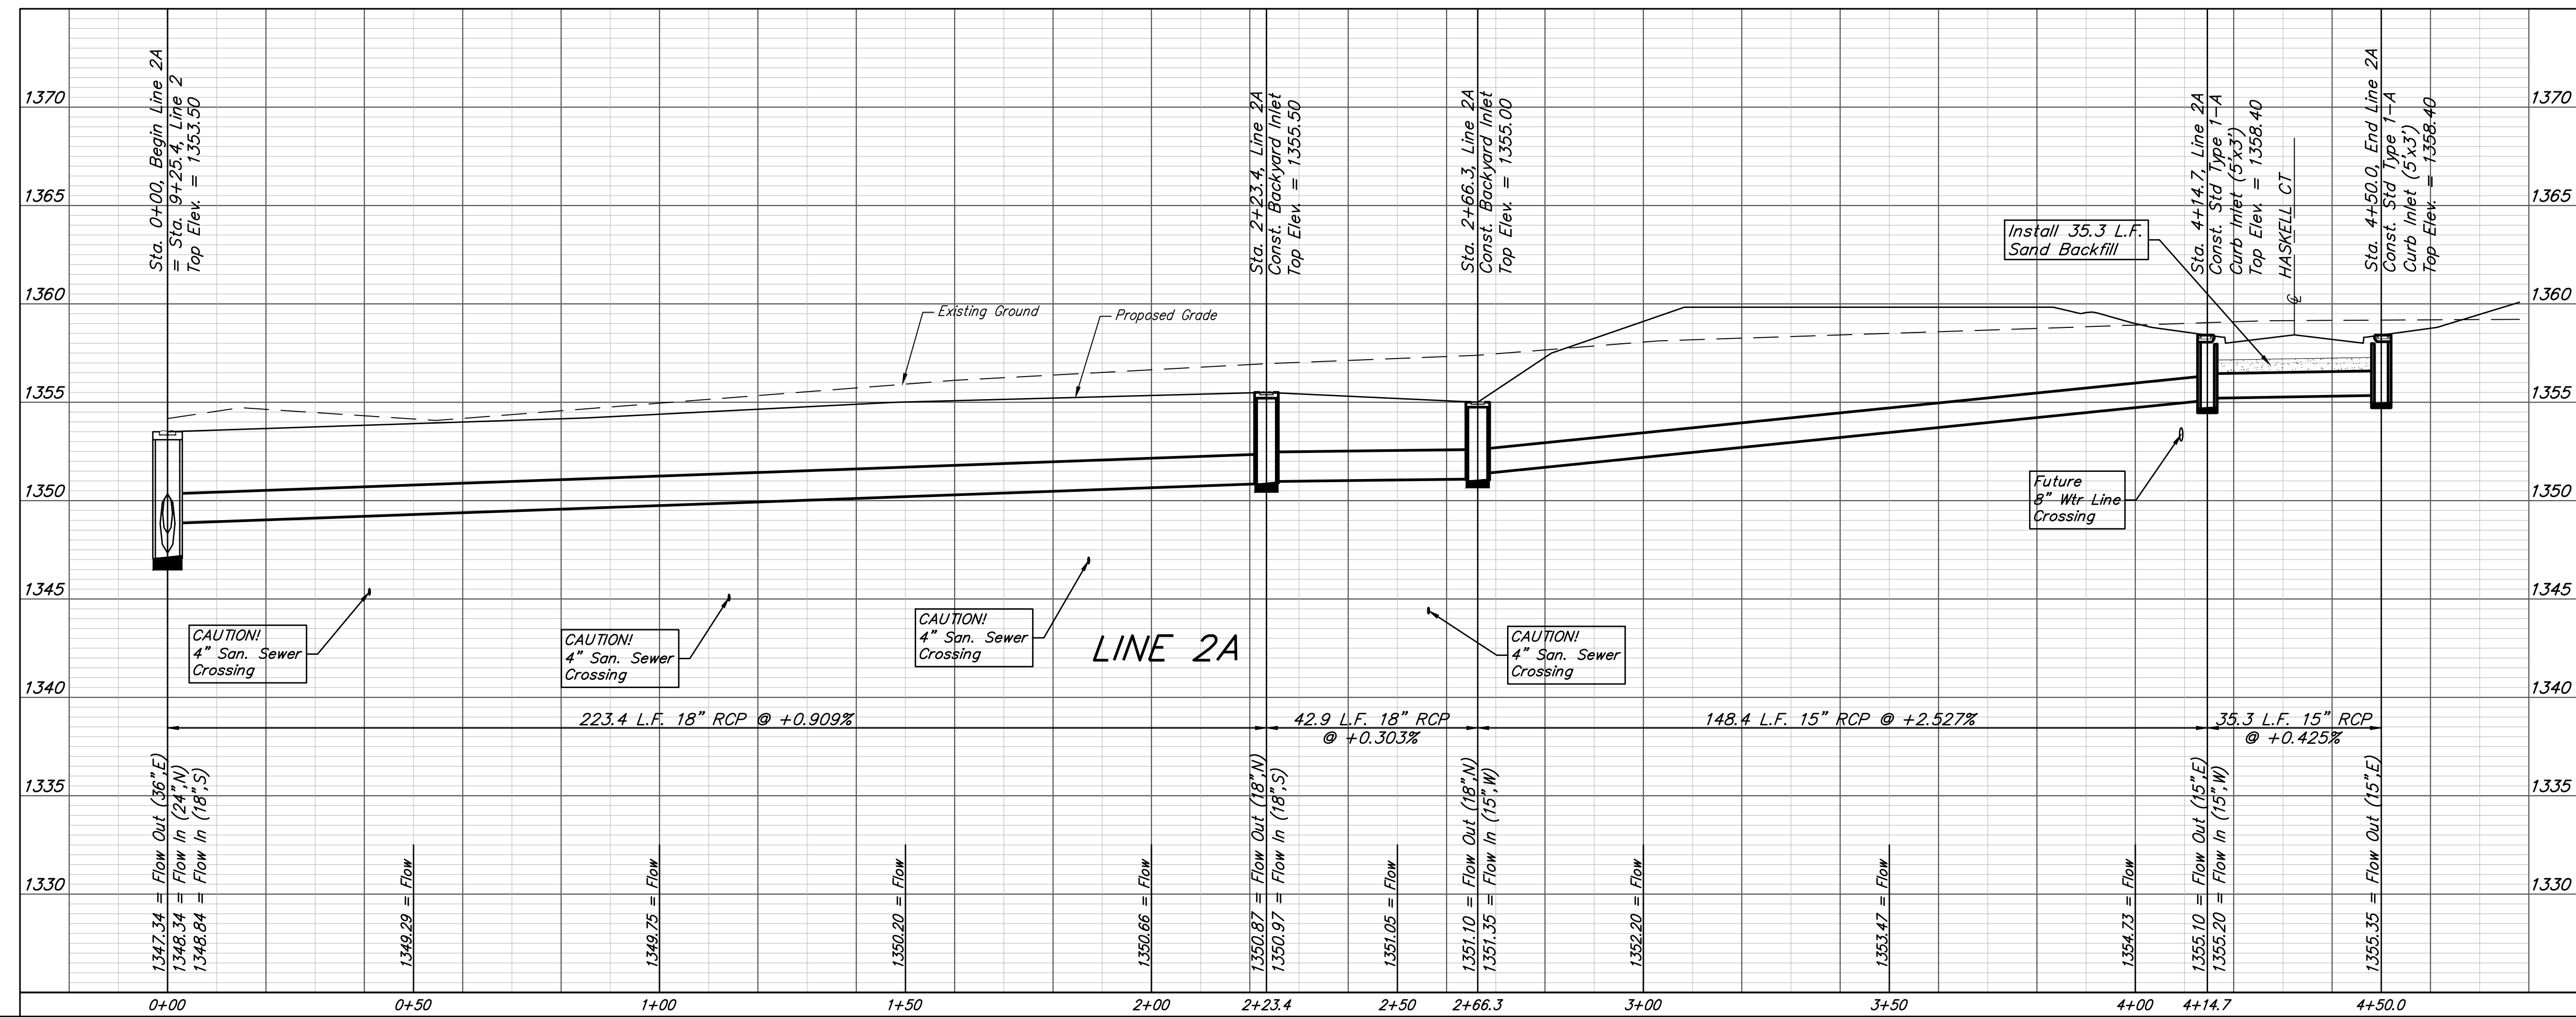 Sta. 0+00, Begin Line 2A
= Sta. 9+25.4, Line 2
Top Elev. = 1353.50
Sta. 2+23.4, Line 2A
Const. Backyard Inlet
Top Elev. = 1355.50
Sta. 2+66.3, Line 2A
Const. Backyard Inlet
Top Elev. = 1355.00
Sta. 4+14.7, Line 2A
Const. Std Type 1-A
Curb Inlet (5'x3')
Top Elev. = 1358.40
HASKELL CT
℄
Sta. 4+50.0, End Line 2A
Const. Std Type 1-A
Curb Inlet (5'x3')
Top Elev. = 1358.40
1370
1370
1365
1365
Install 35.3 L.F.
Sand Backfill
1360
1360
Existing Ground
Proposed Grade
1355
1355
1350
1350
Future
8" Wtr Line
Crossing
1345
1345
CAUTION!
4" San. Sewer
Crossing
CAUTION!
4" San. Sewer
Crossing
CAUTION!
4" San. Sewer
Crossing
LINE 2A
CAUTION!
4" San. Sewer
Crossing
1340
1340
223.4 L.F. 18" RCP @ +0.909%
42.9 L.F. 18" RCP
@ +0.303%
148.4 L.F. 15" RCP @ +2.527%
35.3 L.F. 15" RCP
@ +0.425%
1335
1335
1330
1330
1347.34 = Flow Out (36",E)
1348.34 = Flow In (24",N)
1348.84 = Flow In (18",S)
1349.29 = Flow
1349.75 = Flow
1350.20 = Flow
1350.66 = Flow
1350.87 = Flow Out (18",N)
1350.97 = Flow In (18",S)
1351.05 = Flow
1351.10 = Flow Out (18",N)
1351.35 = Flow In (15",W)
1352.20 = Flow
1353.47 = Flow
1354.73 = Flow
1355.10 = Flow Out (15",E)
1355.20 = Flow In (15",W)
1355.35 = Flow Out (15",E)
0+00
0+50
1+00
1+50
2+00
2+23.4
2+50
2+66.3
3+00
3+50
4+00
4+14.7
4+50.0